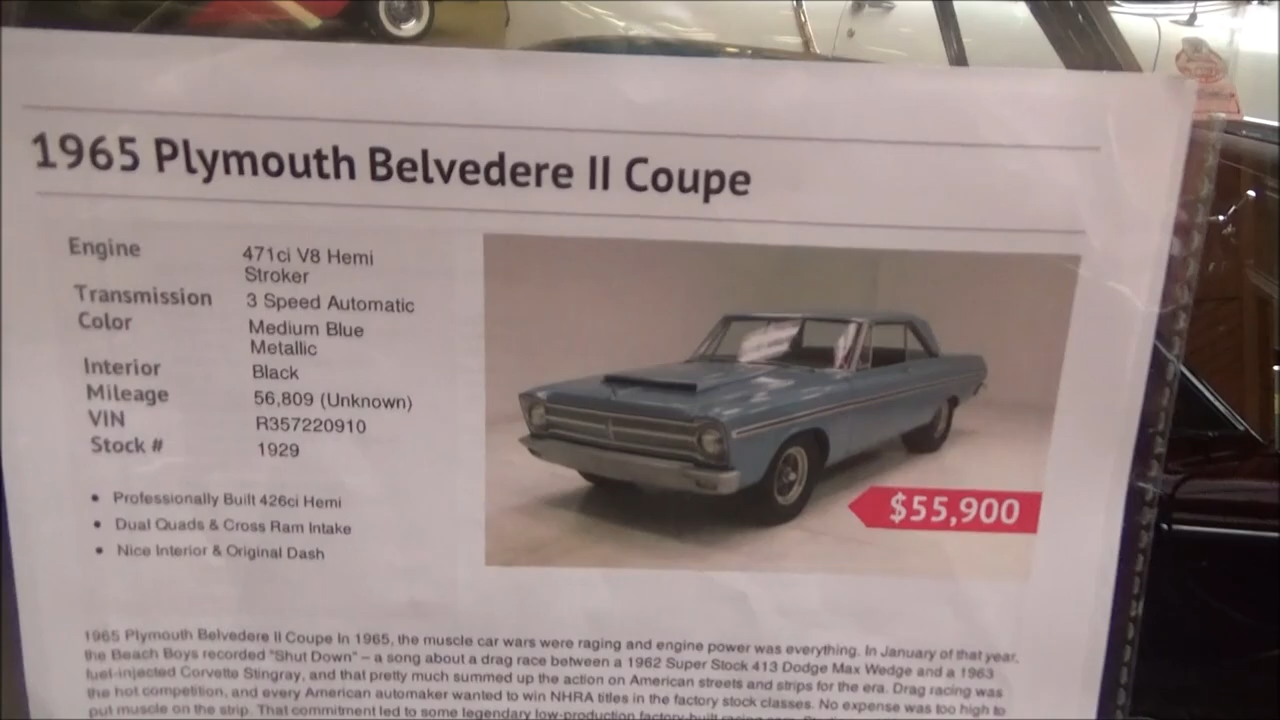 1965 Plymouth Belvedere II Coupe
Engine 471ci V8 Hemi
Stroker
Transmission 3 Speed Automatic
Color Medium Blue
Metallic
Interior Black
Mileage 56,809 (Unknown)
VIN R357220910
Stock # 1929
• Professionally Built 426ci Hemi
• Dual Quads & Cross Ram Intake
• Nice Interior & Original Dash
$55,900
1965 Plymouth Belvedere II Coupe In 1965, the muscle car wars were raging and engine power was everything. In January of that year,
the Beach Boys recorded "Shut Down" – a song about a drag race between a 1962 Super Stock 413 Dodge Max Wedge and a 1963
fuel-injected Corvette Stingray, and that pretty much summed up the action on American streets and strips for the era. Drag racing was
the hot competition, and every American automaker wanted to win NHRA titles in the factory stock classes. No expense was too high to
put muscle on the strip. That commitment led to some legendary low-production factory-built racing cars.